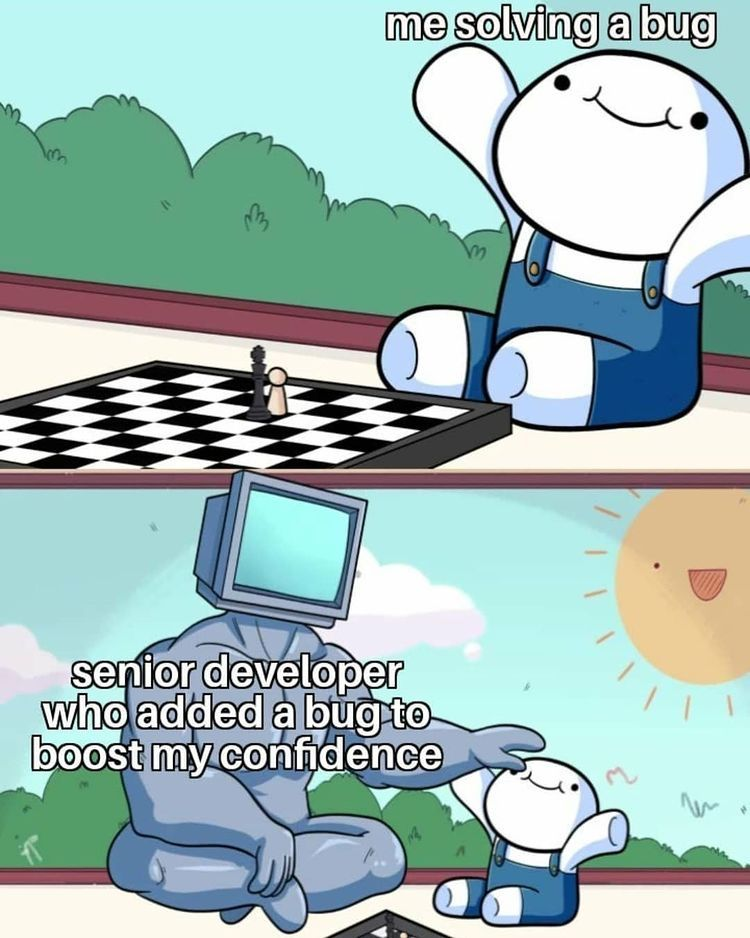 me solving a bug
senior developer
who added a bug to
boost my confidence